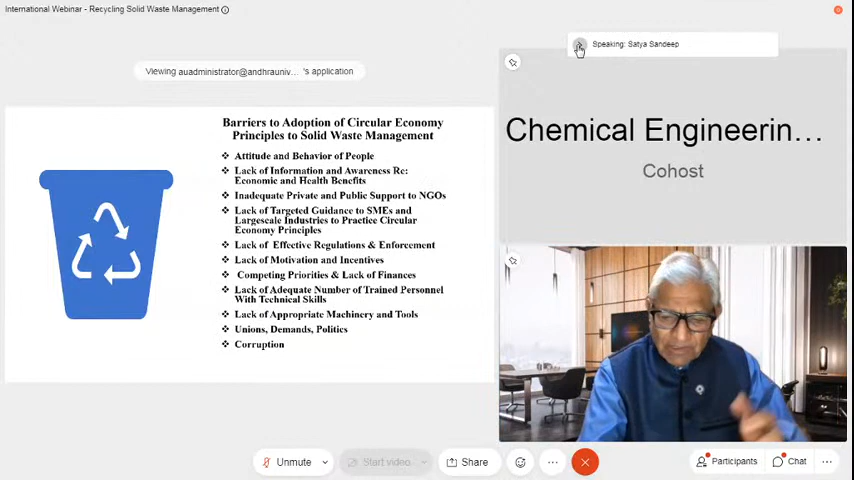 International Webinar - Recycling Solid Waste Management
Speaking: Satya Sandeep
Viewing auadministrator@andhrauniv... 's application
Barriers to Adoption of Circular Economy
Principles to Solid Waste Management
Attitude and Behavior of People
Lack of Information and Awareness Re:
Economic and Health Benefits
Inadequate Private and Public Support to NGOs
Lack of Targeted Guidance to SMEs and
Largescale Industries to Practice Circular
Economy Principles
Lack of Effective Regulations & Enforcement
Lack of Motivation and Incentives
Competing Priorities & Lack of Finances
Lack of Adequate Number of Trained Personnel
With Technical Skills
Lack of Appropriate Machinery and Tools
Unions, Demands, Politics
Corruption
Chemical Engineerin...
Cohost
Unmute
Start video
Share
Participants
Chat